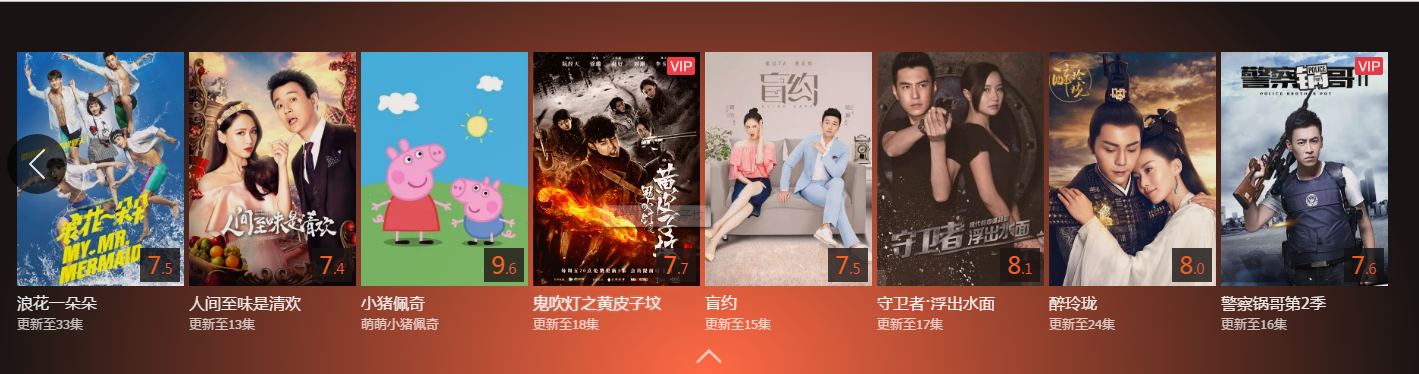 浪花一朵朵
MY. MR.
MERMAID
7.5
浪花一朵朵
更新至33集
人间至味是清欢
7.4
人间至味是清欢
更新至13集
9.6
小猪佩奇
萌萌小猪佩奇
VIP
鬼吹灯之
黄皮子坟
7.7
鬼吹灯之黄皮子坟
更新至18集
盲约
7.5
盲约
更新至15集
守卫者 浮出水面
8.1
守卫者·浮出水面
更新至17集
醉玲珑
8.0
醉玲珑
更新至24集
VIP
警察锅哥II
POLICE BROTHER POT
7.6
警察锅哥第2季
更新至16集